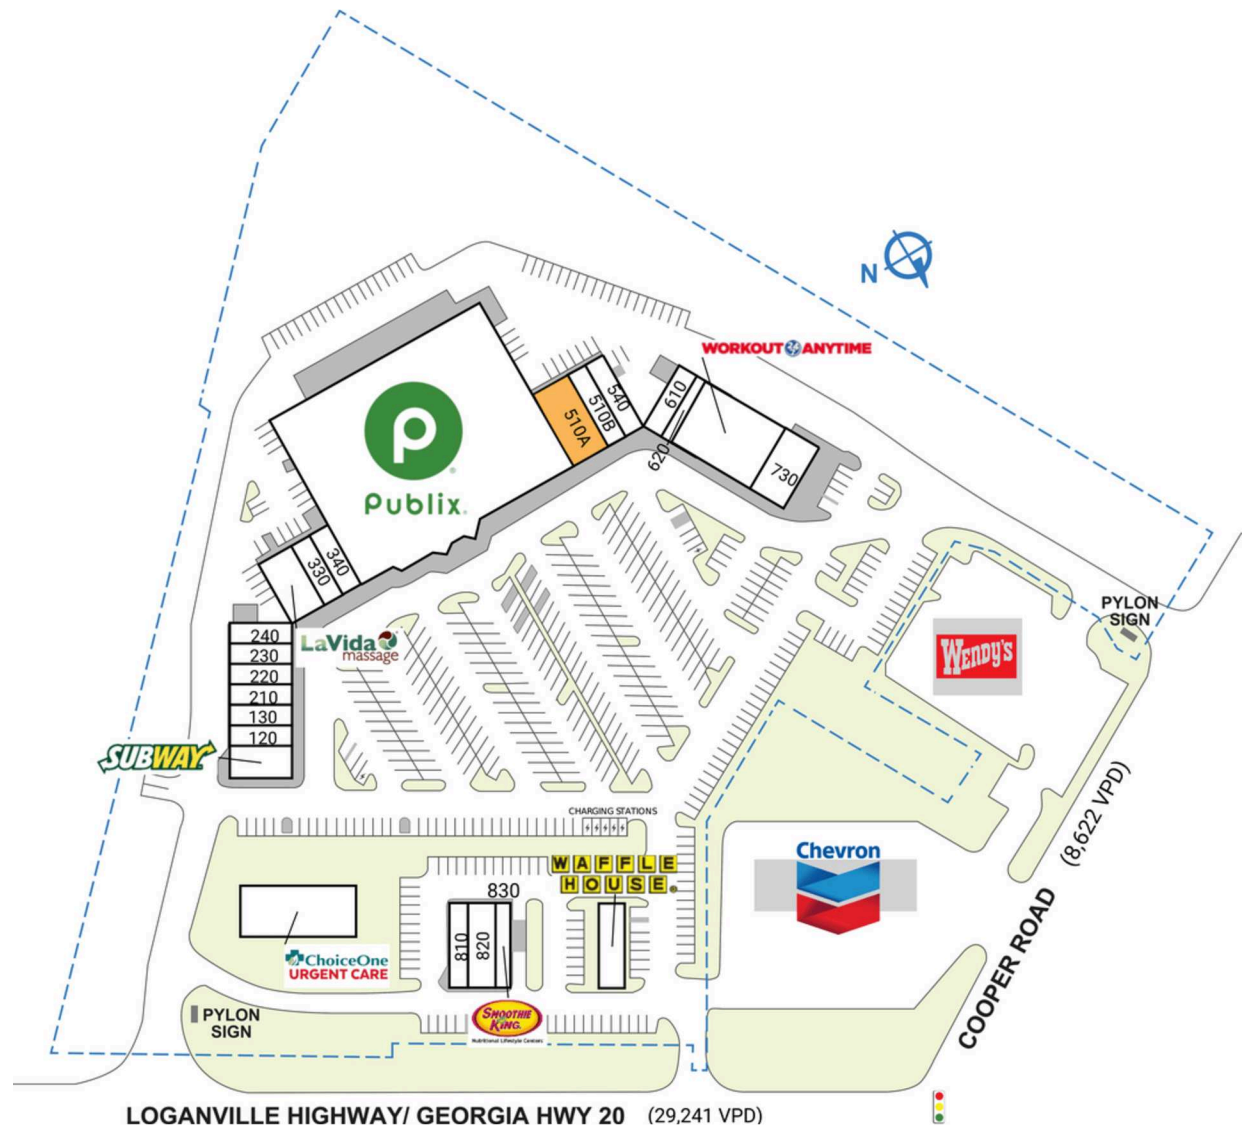 N
WORKOUT ANYTIME
610
540
510B
510A
620
730
Publix.
340
330
PYLON
SIGN
WENDY'S
240
LaVida
massage
230
220
210
130
120
SUBWAY
(8,622 VPD)
CHARGING STATIONS
Chevron
WAFFLE
HOUSE
830
810
820
COOPER ROAD
ChoiceOne
URGENT CARE
PYLON
SIGN
SMOOTHIE
KING
Nutritional Lifestyle Centers
LOGANVILLE HIGHWAY/ GEORGIA HWY 20 (29,241 VPD)